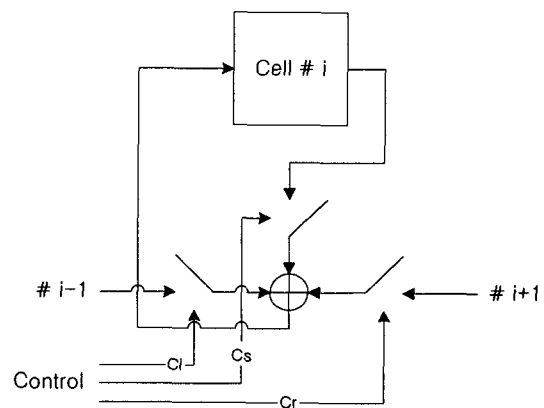 Cell # i
# i-1
# i+1
Cs
Cl
Control
Cr